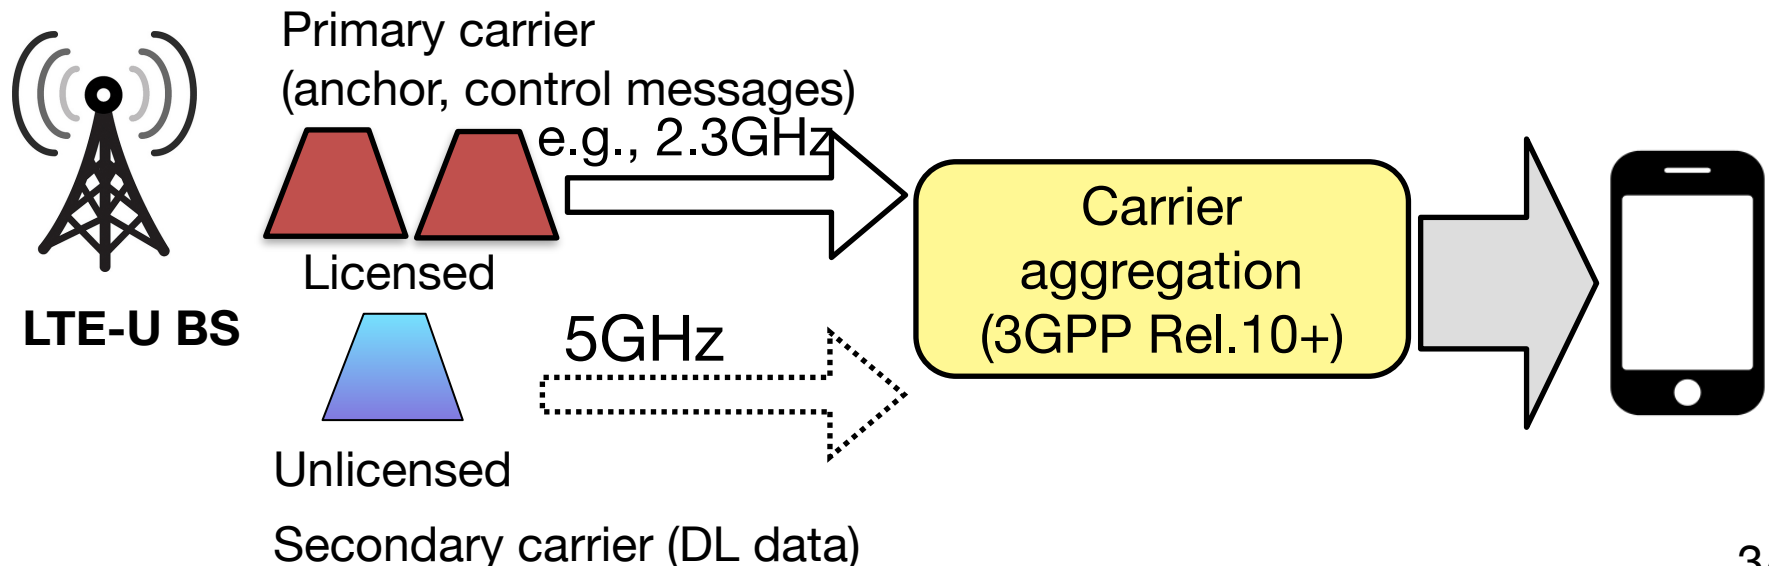 Primary carrier
(anchor, control messages)
e.g., 2.3GHz
Licensed
LTE-U BS
5GHz
Unlicensed
Secondary carrier (DL data)
Carrier
aggregation
(3GPP Rel.10+)